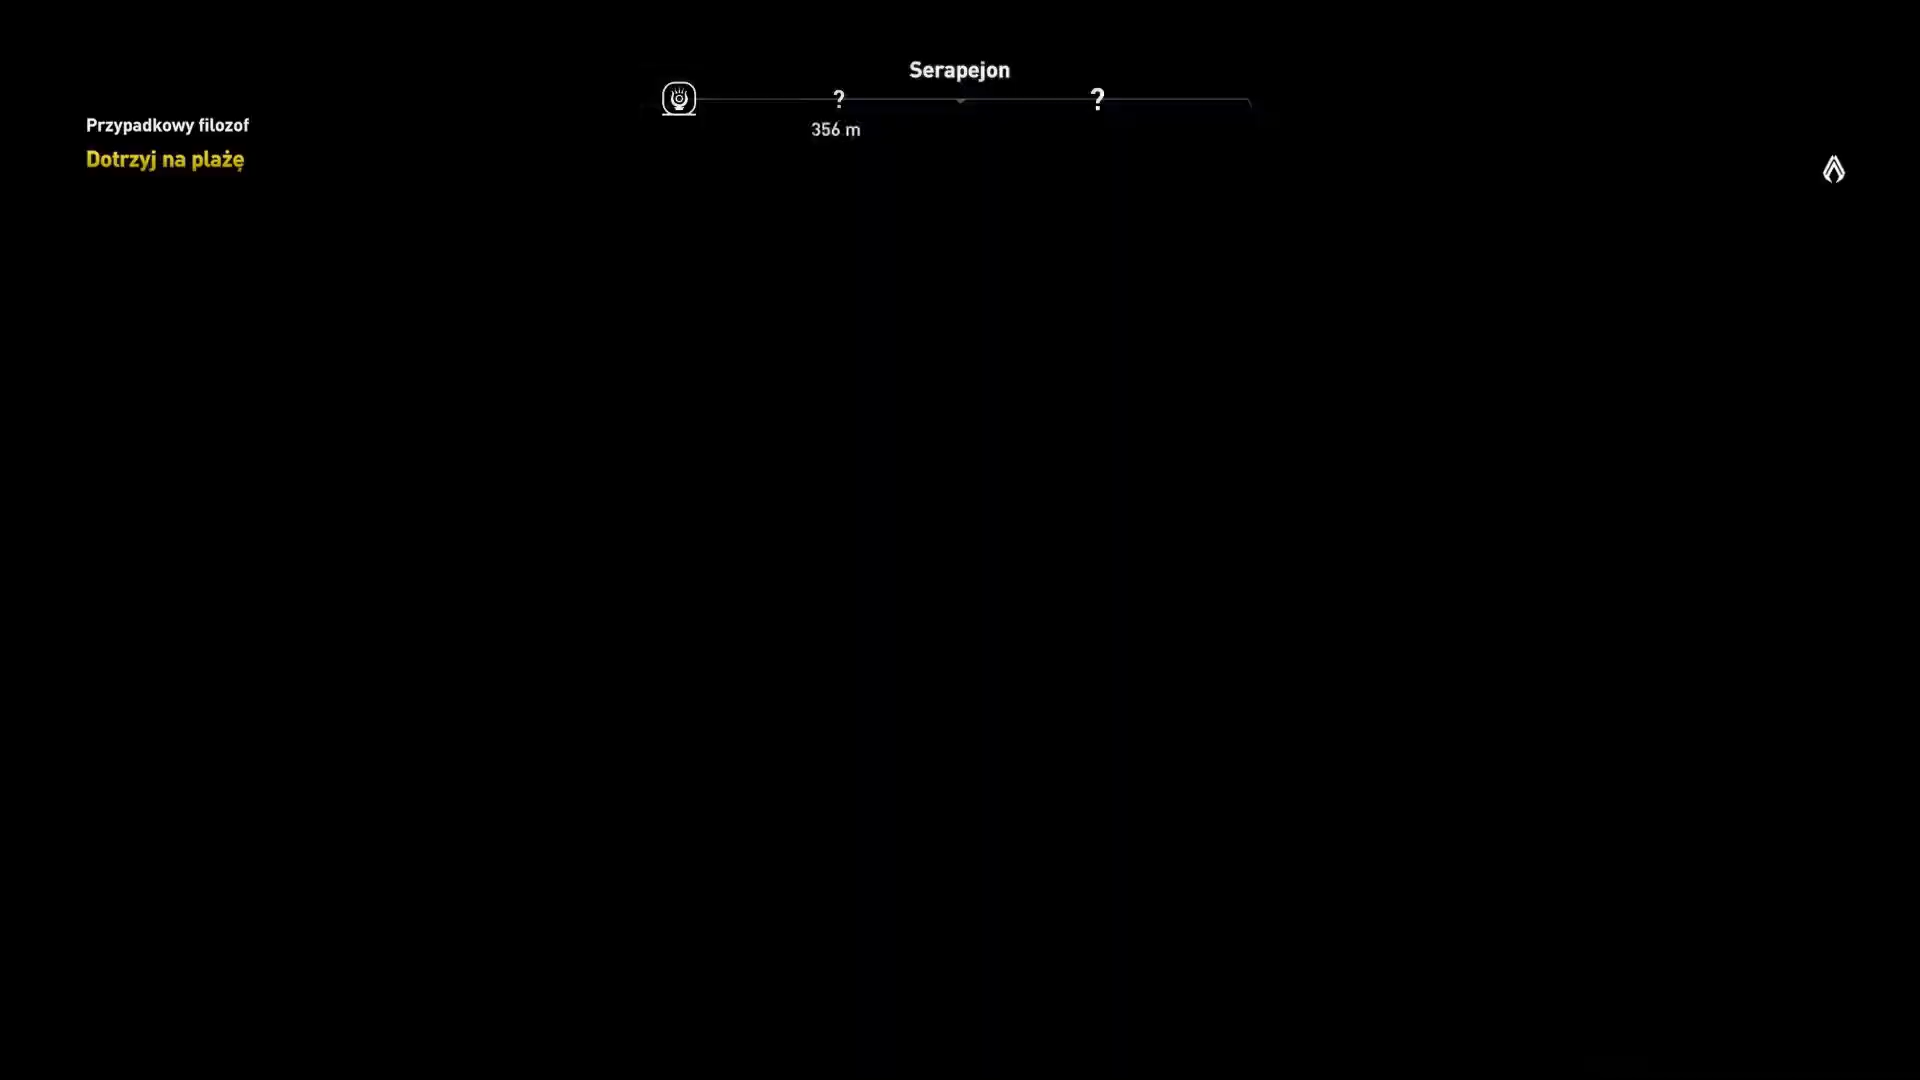 Serapejon
? ?
356 m
Przypadkowy filozof
Dotrzyj na plażę